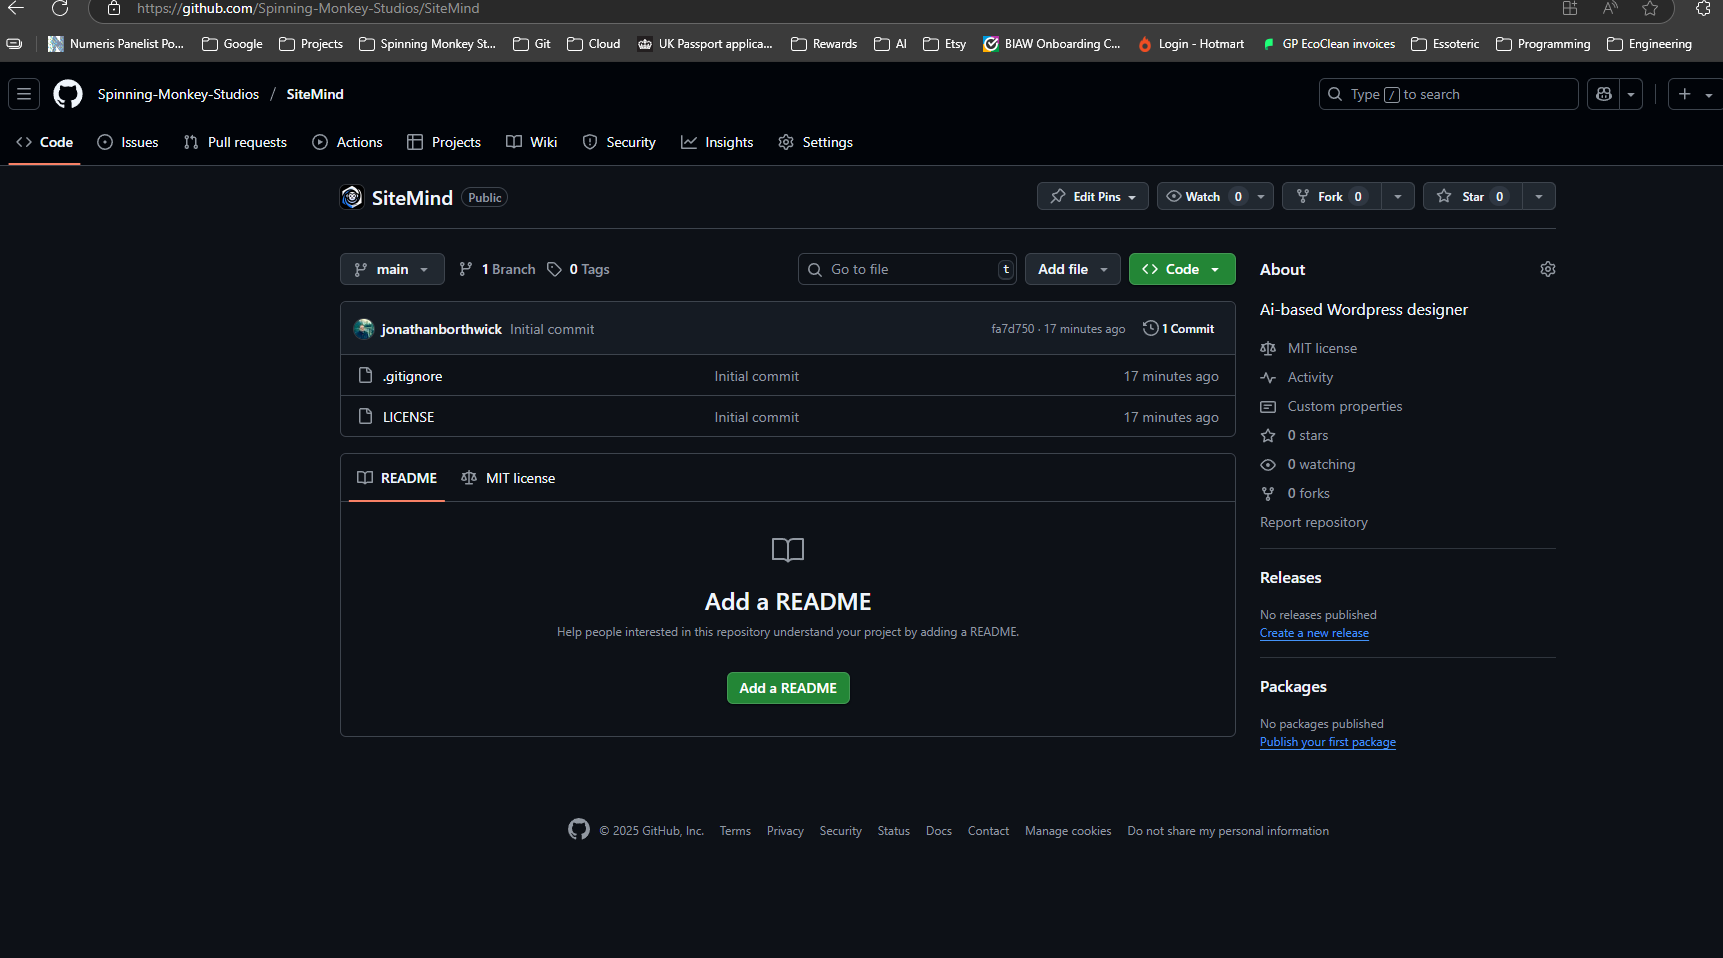 https://github.com/Spinning-Monkey-Studios/SiteMind
Numeris Panelist Po... Google Projects Spinning Monkey St... Git Cloud UK Passport applica... Rewards AI Etsy BIAW Onboarding C... Login - Hotmart GP EcoClean invoices Essoteric Programming Engineering
Spinning-Monkey-Studios / SiteMind Type / to search
Code Issues Pull requests Actions Projects Wiki Security Insights Settings
SiteMind Public Edit Pins Watch 0 Fork 0 Star 0
main 1 Branch 0 Tags Go to file t Add file Code
jonathanborthwick Initial commit fa7d750 · 17 minutes ago 1 Commit
.gitignore Initial commit 17 minutes ago
LICENSE Initial commit 17 minutes ago
README MIT license
Add a README
Help people interested in this repository understand your project by adding a README.
Add a README
About
Ai-based Wordpress designer
MIT license
Activity
Custom properties
0 stars
0 watching
0 forks
Report repository
Releases
No releases published
Create a new release
Packages
No packages published
Publish your first package
© 2025 GitHub, Inc. Terms Privacy Security Status Docs Contact Manage cookies Do not share my personal information